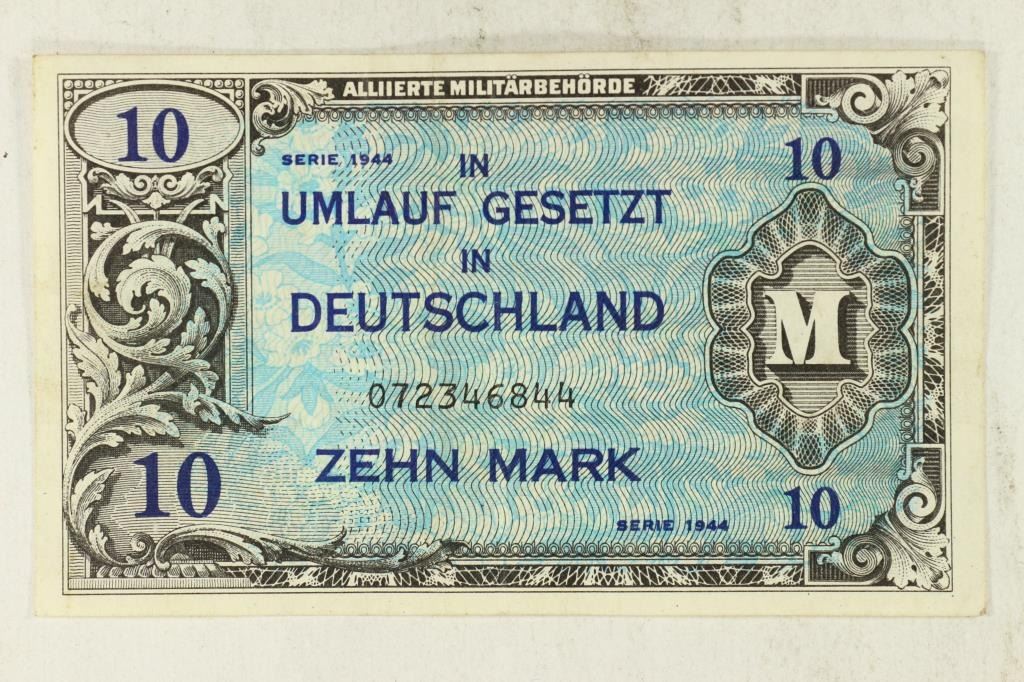 ALLIIERTE MILITÄRBEHÖRDE
10
10
SERIE 1944
IN
UMLAUF GESETZT
IN
DEUTSCHLAND
M
072346844
ZEHN MARK
10
10
SERIE 1944